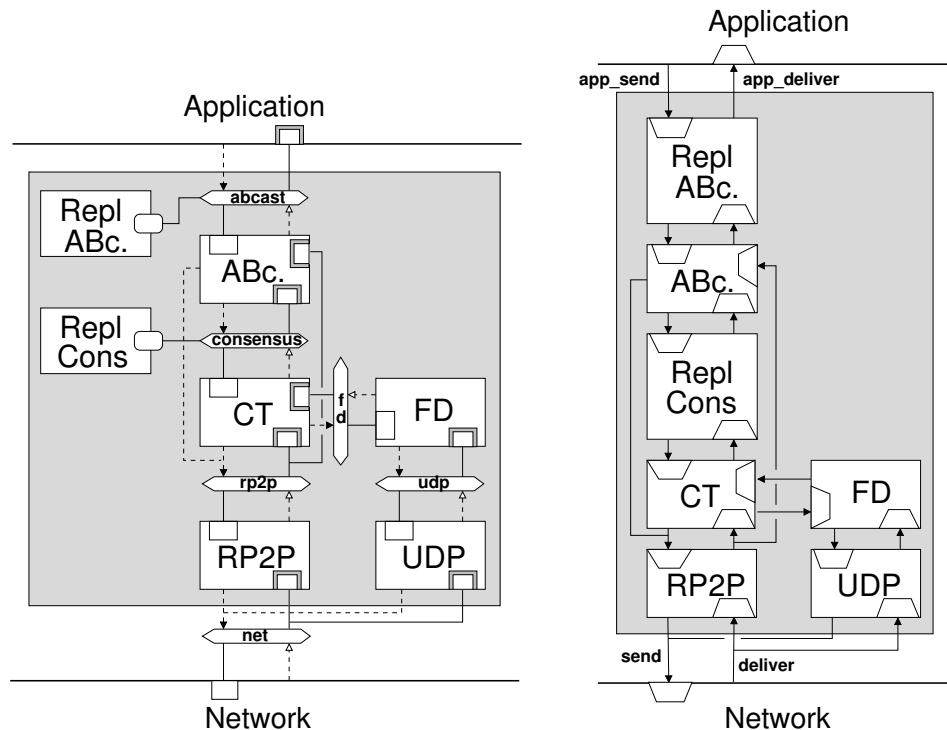 Application
abcast
Repl
ABc.
ABc.
Repl
Cons
consensus
CT
f
d
FD
rp2p
udp
RP2P
UDP
net
Network
Application
app_send
app_deliver
Repl
ABc.
ABc.
Repl
Cons
CT
FD
RP2P
UDP
send
deliver
Network